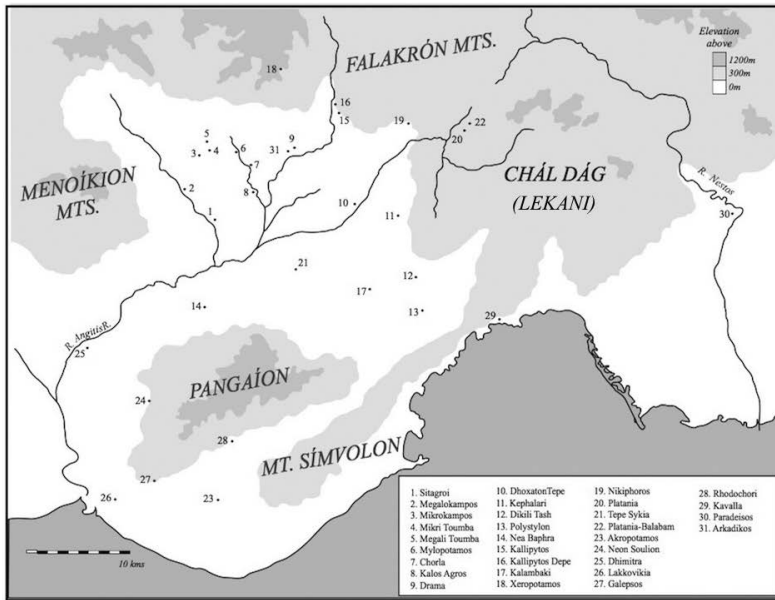 Elevation
above
1200m
300m
0m
FALAKRÓN MTS.
18
16
15
19
22
20
5
4
3
6
7
31
9
8
2
1
MENOÍKION
MTS.
CHÁL DÁG
(LEKANI)
R. Nestos
30
10
11
21
12
17
13
14
29
R. AngitisR.
25
PANGAÍON
24
28
MT. SÍMVOLON
27
26
23
10 kms
1. Sitagroi
2. Megalokampos
3. Mikrokampos
4. Mikri Toumba
5. Megali Toumba
6. Mylopotamos
7. Chorla
8. Kalos Agros
9. Drama
10. DhoxatonTepe
11. Kephalari
12. Dikili Tash
13. Polystylon
14. Nea Baphra
15. Kallipytos
16. Kallipytos Depe
17. Kalambaki
18. Xeropotamos
19. Nikiphoros
20. Platania
21. Tepe Sykia
22. Platania-Balabam
23. Akropotamos
24. Neon Soulion
25. Dhimitra
26. Lakkovikia
27. Galepsos
28. Rhodochori
29. Kavalla
30. Paradeisos
31. Arkadikos